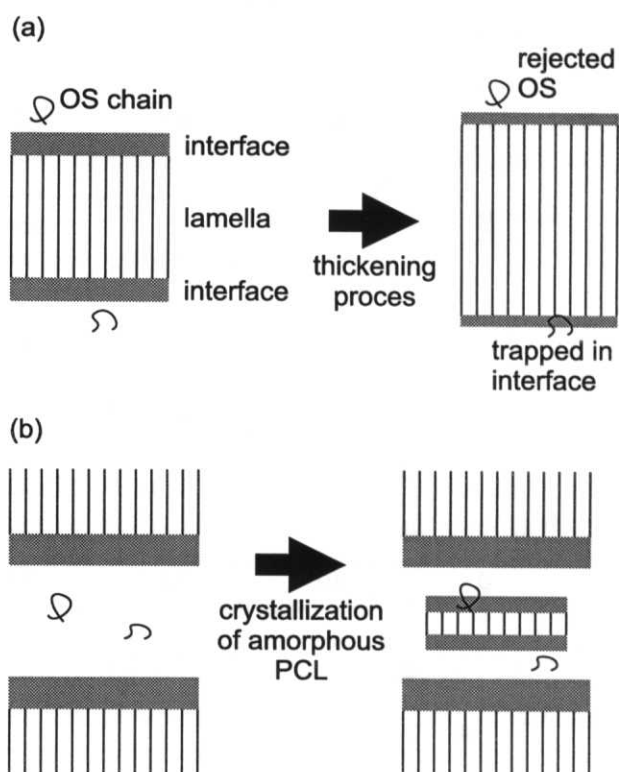 (a)
OS chain
interface
lamella
interface
thickening
proces
rejected
OS
trapped in
interface
(b)
crystallization
of amorphous
PCL